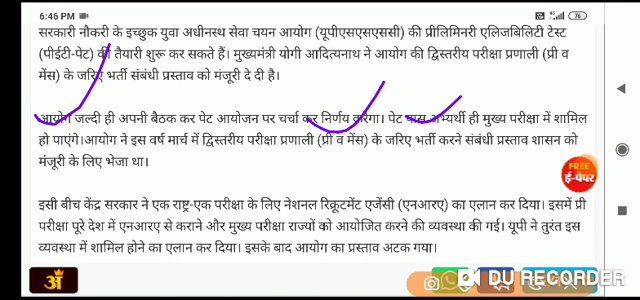 6:46 PM
76
सरकारी नौकरी के इच्छुक युवा अधीनस्थ सेवा चयन आयोग (यूपीएसएसएससी) की प्रीलिमिनरी एलिजबिलिटी टेस्ट
(पीईटी-पेट) की तैयारी शुरू कर सकते हैं। मुख्यमंत्री योगी आदित्यनाथ ने आयोग की द्विस्तरीय परीक्षा प्रणाली (प्री व
मेंस) के जरिए भर्ती संबंधी प्रस्ताव को मंजूरी दे दी है।
आयोग जल्दी ही अपनी बैठक कर पेट आयोजन पर चर्चा कर निर्णय करेगा। पेट पास अभ्यर्थी ही मुख्य परीक्षा में शामिल
हो पाएंगे।आयोग ने इस वर्ष मार्च में द्विस्तरीय परीक्षा प्रणाली (प्री व मेंस) के जरिए भर्ती करने संबंधी प्रस्ताव शासन को
मंजूरी के लिए भेजा था।
FREE
ई-पेपर
इसी बीच केंद्र सरकार ने एक राष्ट्र-एक परीक्षा के लिए नेशनल रिक्रूटमेंट एजेंसी (एनआरए) का एलान कर दिया। इसमें प्री
परीक्षा पूरे देश में एनआरए से कराने और मुख्य परीक्षा राज्यों को आयोजित करने की व्यवस्था की गई। यूपी ने तुरंत इस
व्यवस्था में शामिल होने का एलान कर दिया। इसके बाद आयोग का प्रस्ताव अटक गया।
अ
DU RECORDER